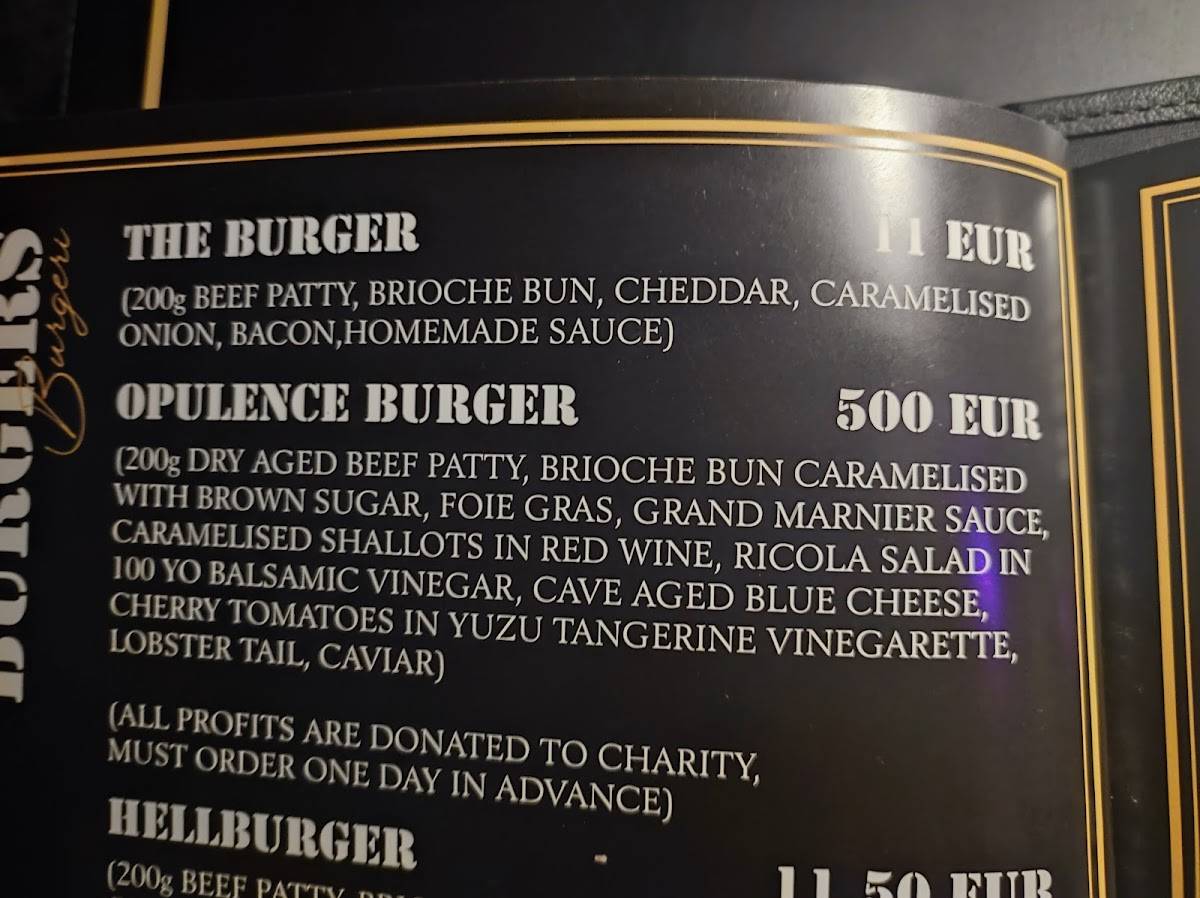 BURGERS
Burgeri
THE BURGER 11 EUR
(200g BEEF PATTY, BRIOCHE BUN, CHEDDAR, CARAMELISED
ONION, BACON,HOMEMADE SAUCE)
OPULENCE BURGER 500 EUR
(200g DRY AGED BEEF PATTY, BRIOCHE BUN CARAMELISED
WITH BROWN SUGAR, FOIE GRAS, GRAND MARNIER SAUCE,
CARAMELISED SHALLOTS IN RED WINE, RICOLA SALAD IN
100 YO BALSAMIC VINEGAR, CAVE AGED BLUE CHEESE,
CHERRY TOMATOES IN YUZU TANGERINE VINEGARETTE,
LOBSTER TAIL, CAVIAR)
(ALL PROFITS ARE DONATED TO CHARITY,
MUST ORDER ONE DAY IN ADVANCE)
HELLBURGER 11.50 EUR
(200g BEEF PATTY,